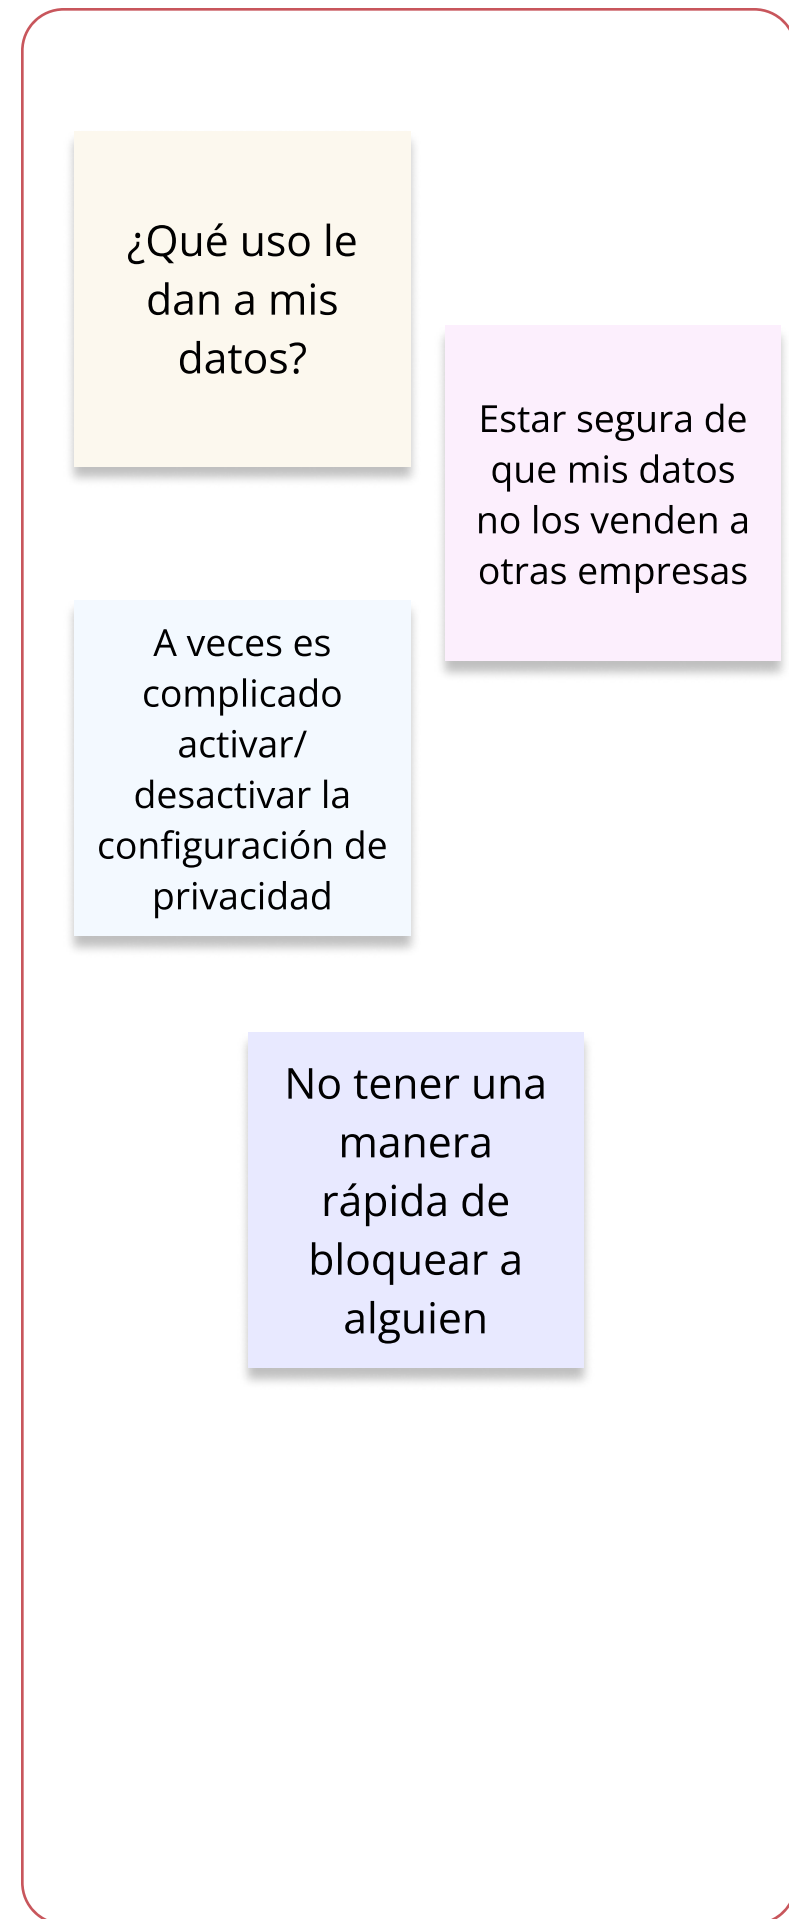 ¿Qué uso le
dan a mis
datos?
Estar segura de
que mis datos
no los venden a
otras empresas
A veces es
complicado
activar/
desactivar la
configuración de
privacidad
No tener una
manera
rápida de
bloquear a
alguien